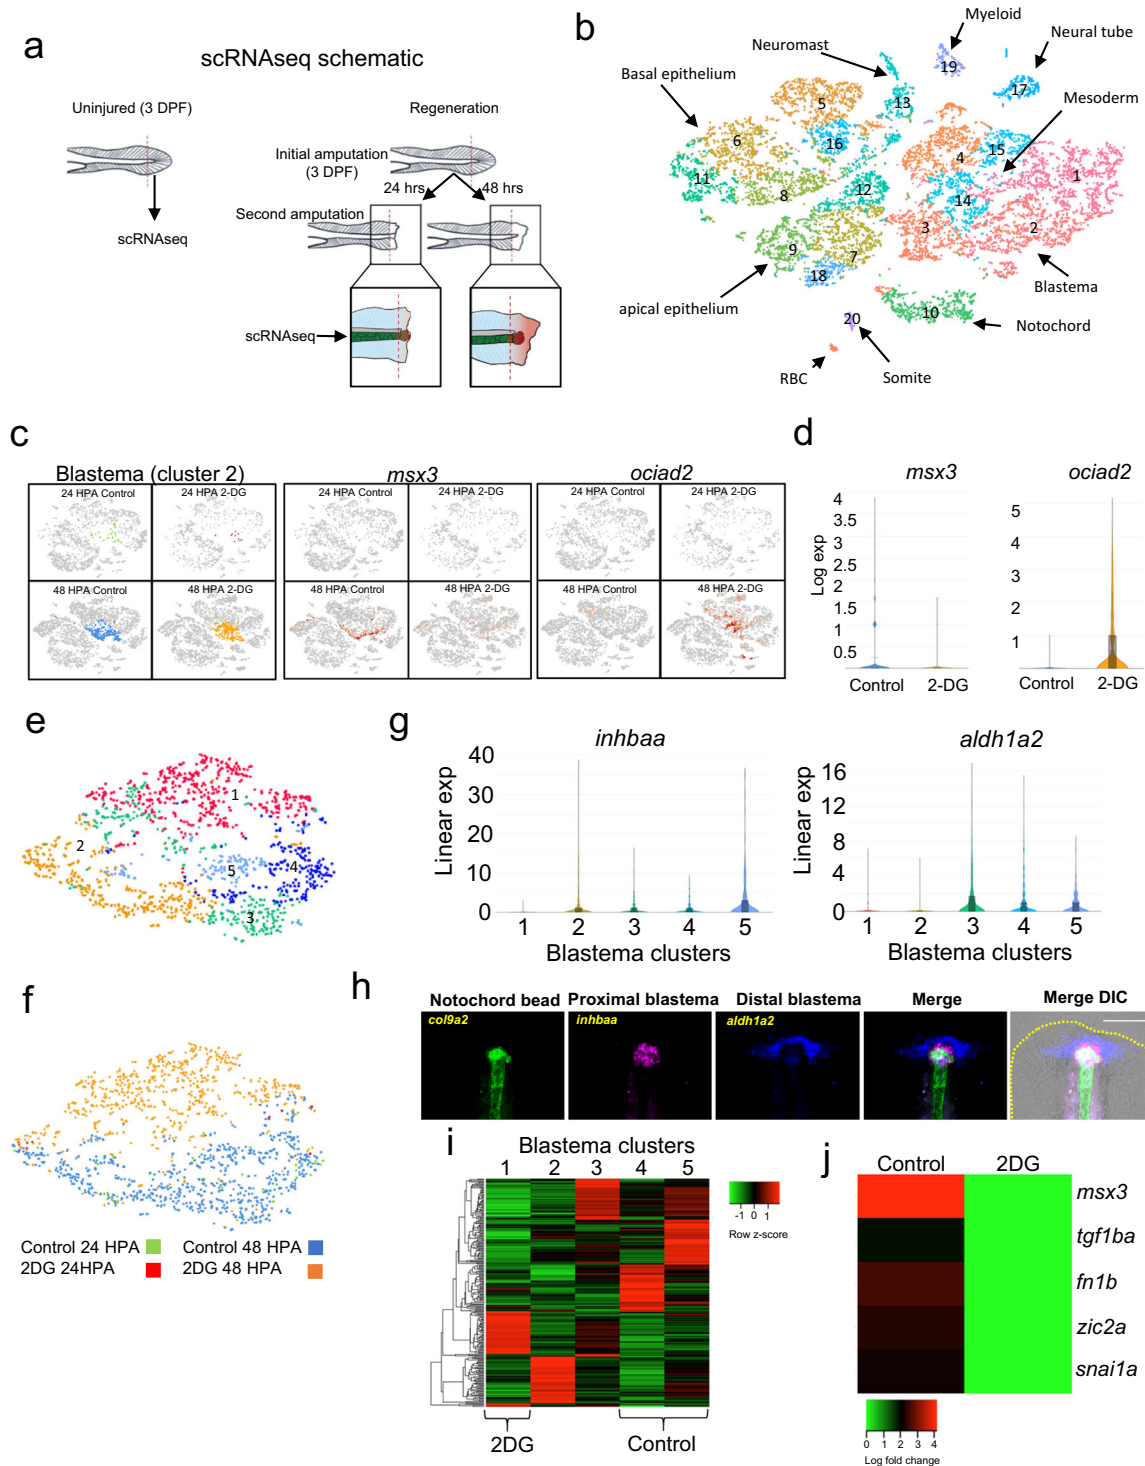 a
scRNAseq schematic
Uninjured (3 DPF)
Regeneration
Initial amputation
(3 DPF)
24 hrs
48 hrs
Second amputation
scRNAseq
scRNAseq
b
Myeloid
Neuromast
Neural tube
Basal epithelium
Mesoderm
19
17
5
13
6
16
15
4
1
11
8
12
14
3
2
9
7
18
Blastema
apical epithelium
10
20
Notochord
RBC
Somite
c
Blastema (cluster 2)
msx3
ociad2
24 HPA Control
24 HPA 2-DG
24 HPA Control
24 HPA 2-DG
24 HPA Control
24 HPA 2-DG
48 HPA Control
48 HPA 2-DG
48 HPA Control
48 HPA 2-DG
48 HPA Control
48 HPA 2-DG
d
msx3
ociad2
Log exp
4
3.5
3
2.5
2
1.5
1
0.5
Control
2-DG
5
4
3
2
1
Control
2-DG
e
1
2
5
4
3
g
inhbaa
Linear exp
40
30
20
10
0
1 2 3 4 5
Blastema clusters
aldh1a2
Linear exp
16
12
8
4
0
1 2 3 4 5
Blastema clusters
f
Control 24 HPA
Control 48 HPA
2DG 24HPA
2DG 48 HPA
h
Notochord bead
Proximal blastema
Distal blastema
Merge
Merge DIC
col9a2
inhbaa
aldh1a2
i
Blastema clusters
1 2 3 4 5
-1 0 1
Row z-score
2DG
Control
j
Control
2DG
msx3
tgf1ba
fn1b
zic2a
snai1a
0 1 2 3 4
Log fold change